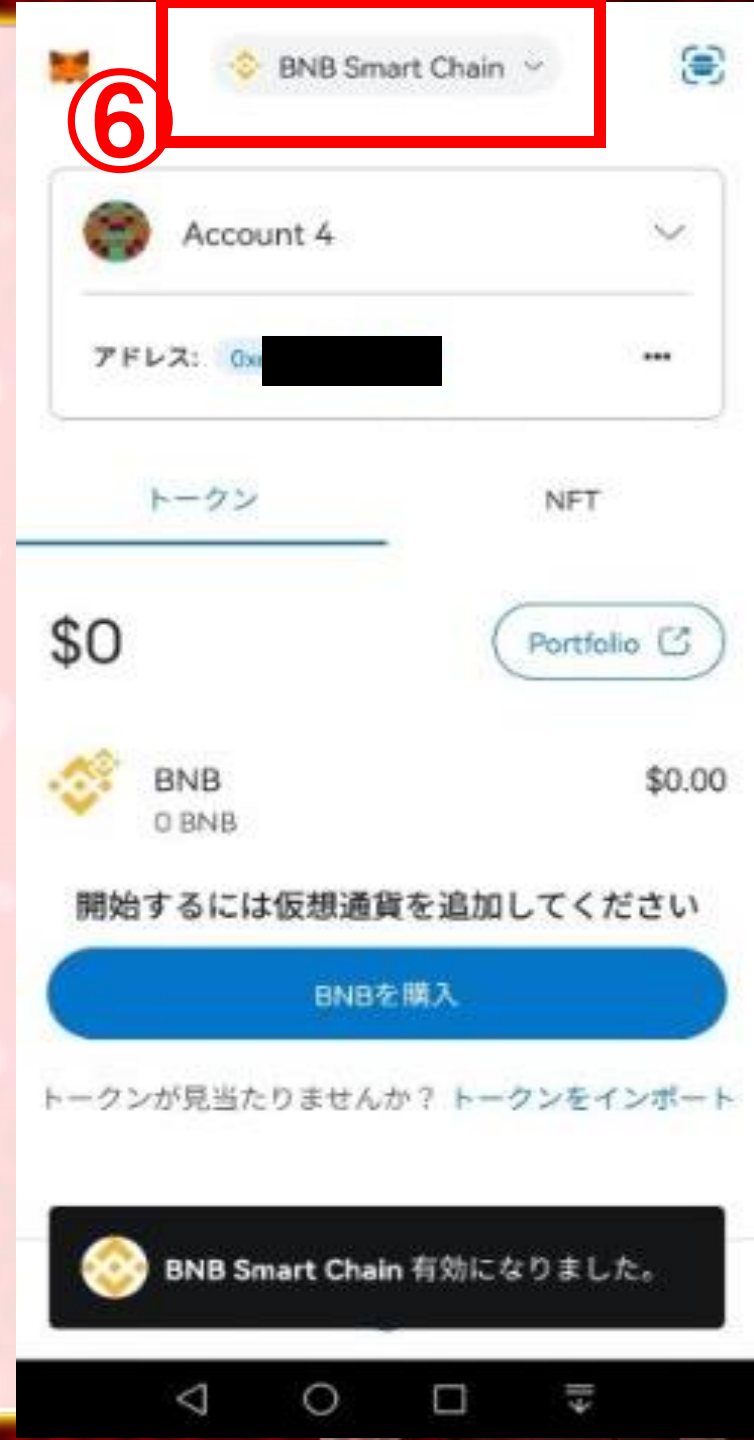 BNB Smart Chain
⑥
Account 4
アドレス: 0x
トークン
NFT
$0
Portfolio
BNB
$0.00
0 BNB
開始するには仮想通貨を追加してください
BNBを購入
トークンが見当たりませんか？ トークンをインポート
BNB Smart Chain 有効になりました。